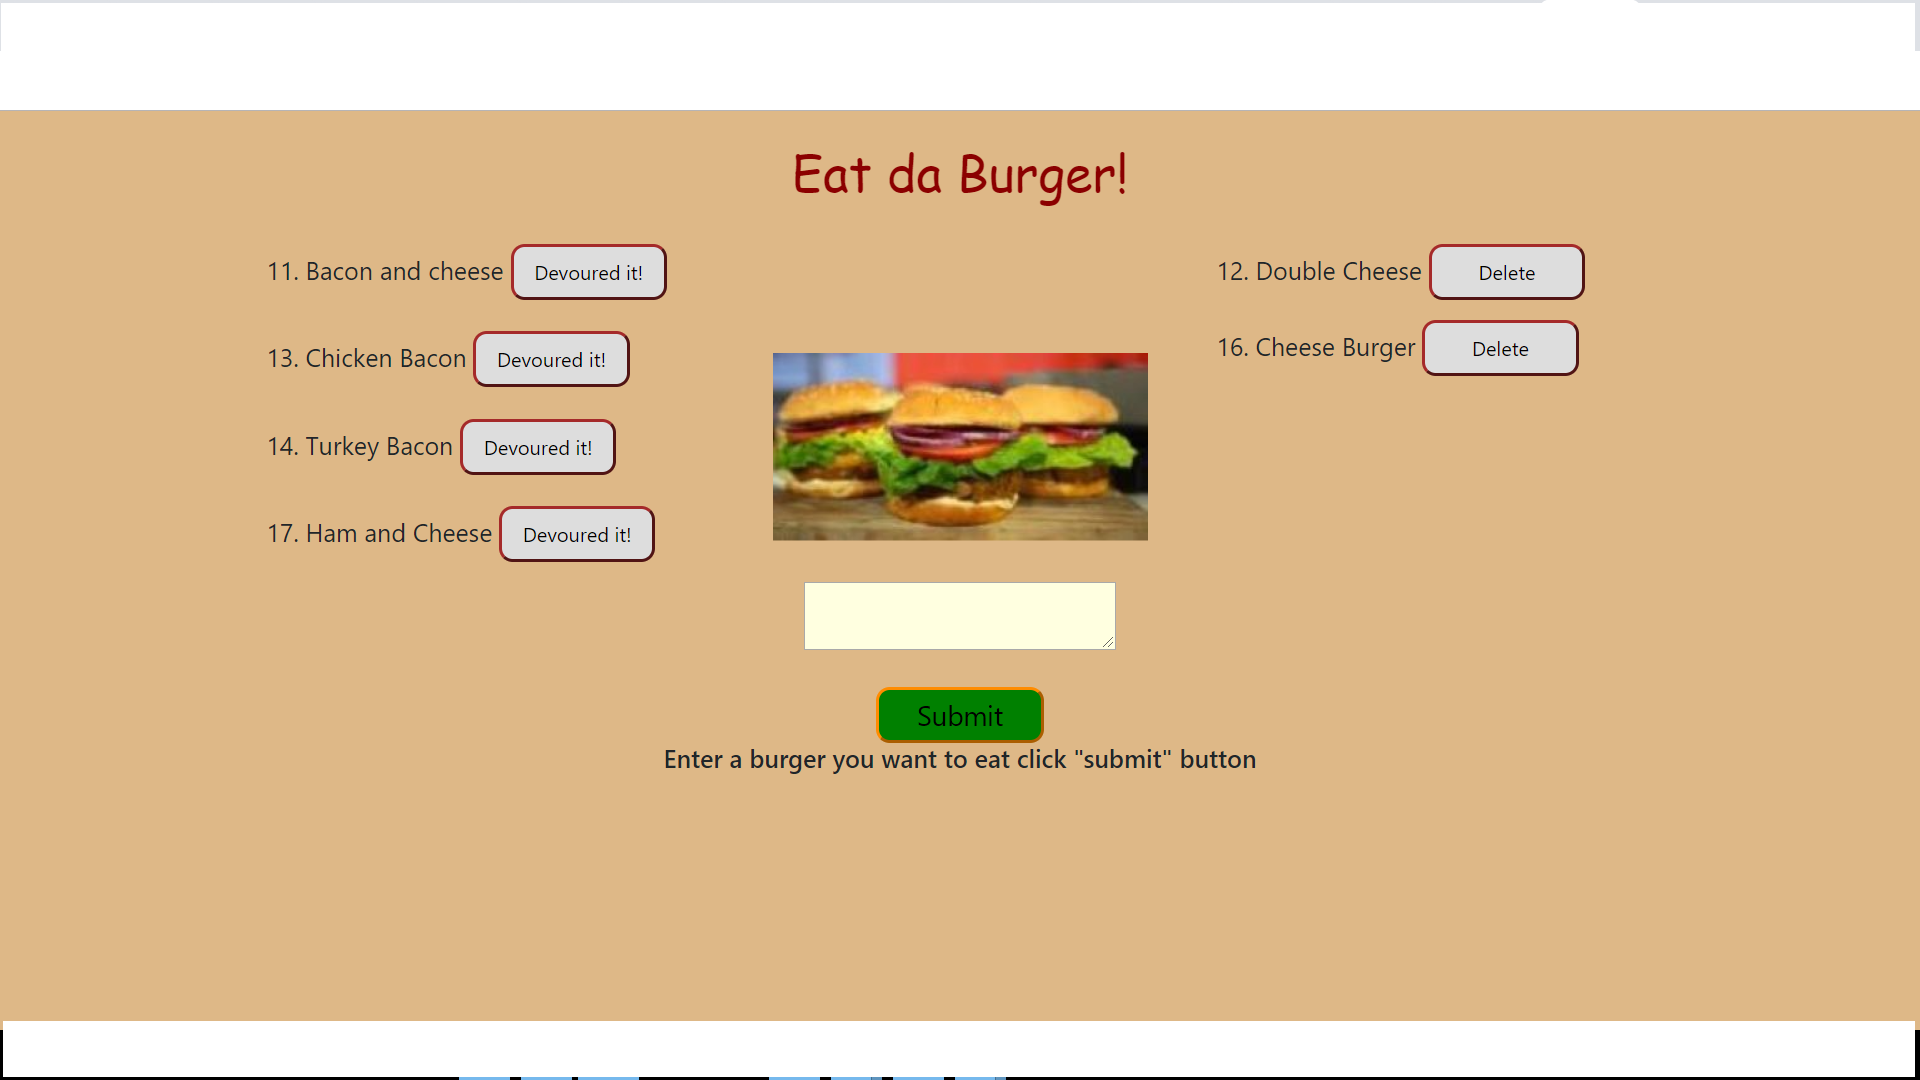 Eat da Burger!
11. Bacon and cheese Devoured it!
13. Chicken Bacon Devoured it!
14. Turkey Bacon Devoured it!
17. Ham and Cheese Devoured it!
12. Double Cheese Delete
16. Cheese Burger Delete
Submit
Enter a burger you want to eat click "submit" button